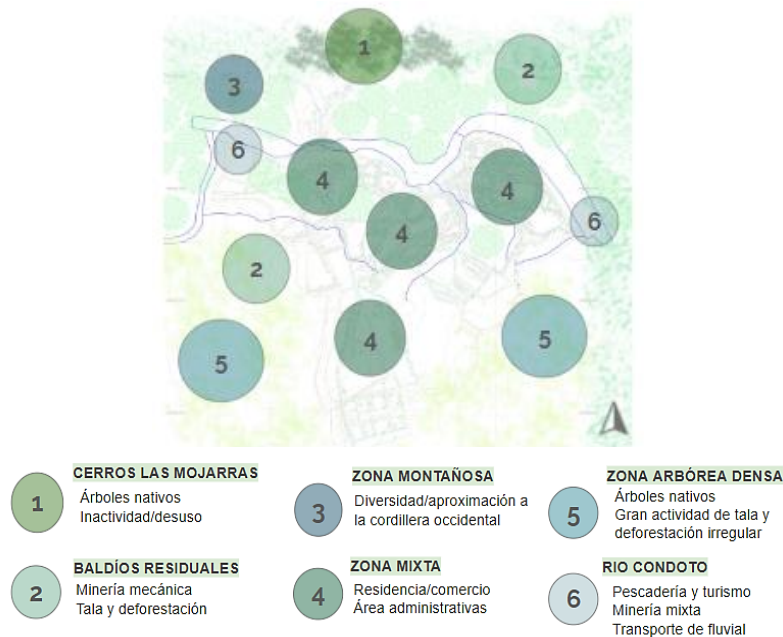 1
2
3
6
4
4
4
6
2
5
4
5
1
CERROS LAS MOJARRAS
Árboles nativos
Inactividad/desuso
3
ZONA MONTAÑOSA
Diversidad/aproximación a
la cordillera occidental
5
ZONA ARBÓREA DENSA
Árboles nativos
Gran actividad de tala y
deforestación irregular
2
BALDÍOS RESIDUALES
Minería mecánica
Tala y deforestación
4
ZONA MIXTA
Residencia/comercio
Área administrativas
6
RIO CONDOTO
Pescadería y turismo
Minería mixta
Transporte de fluvial